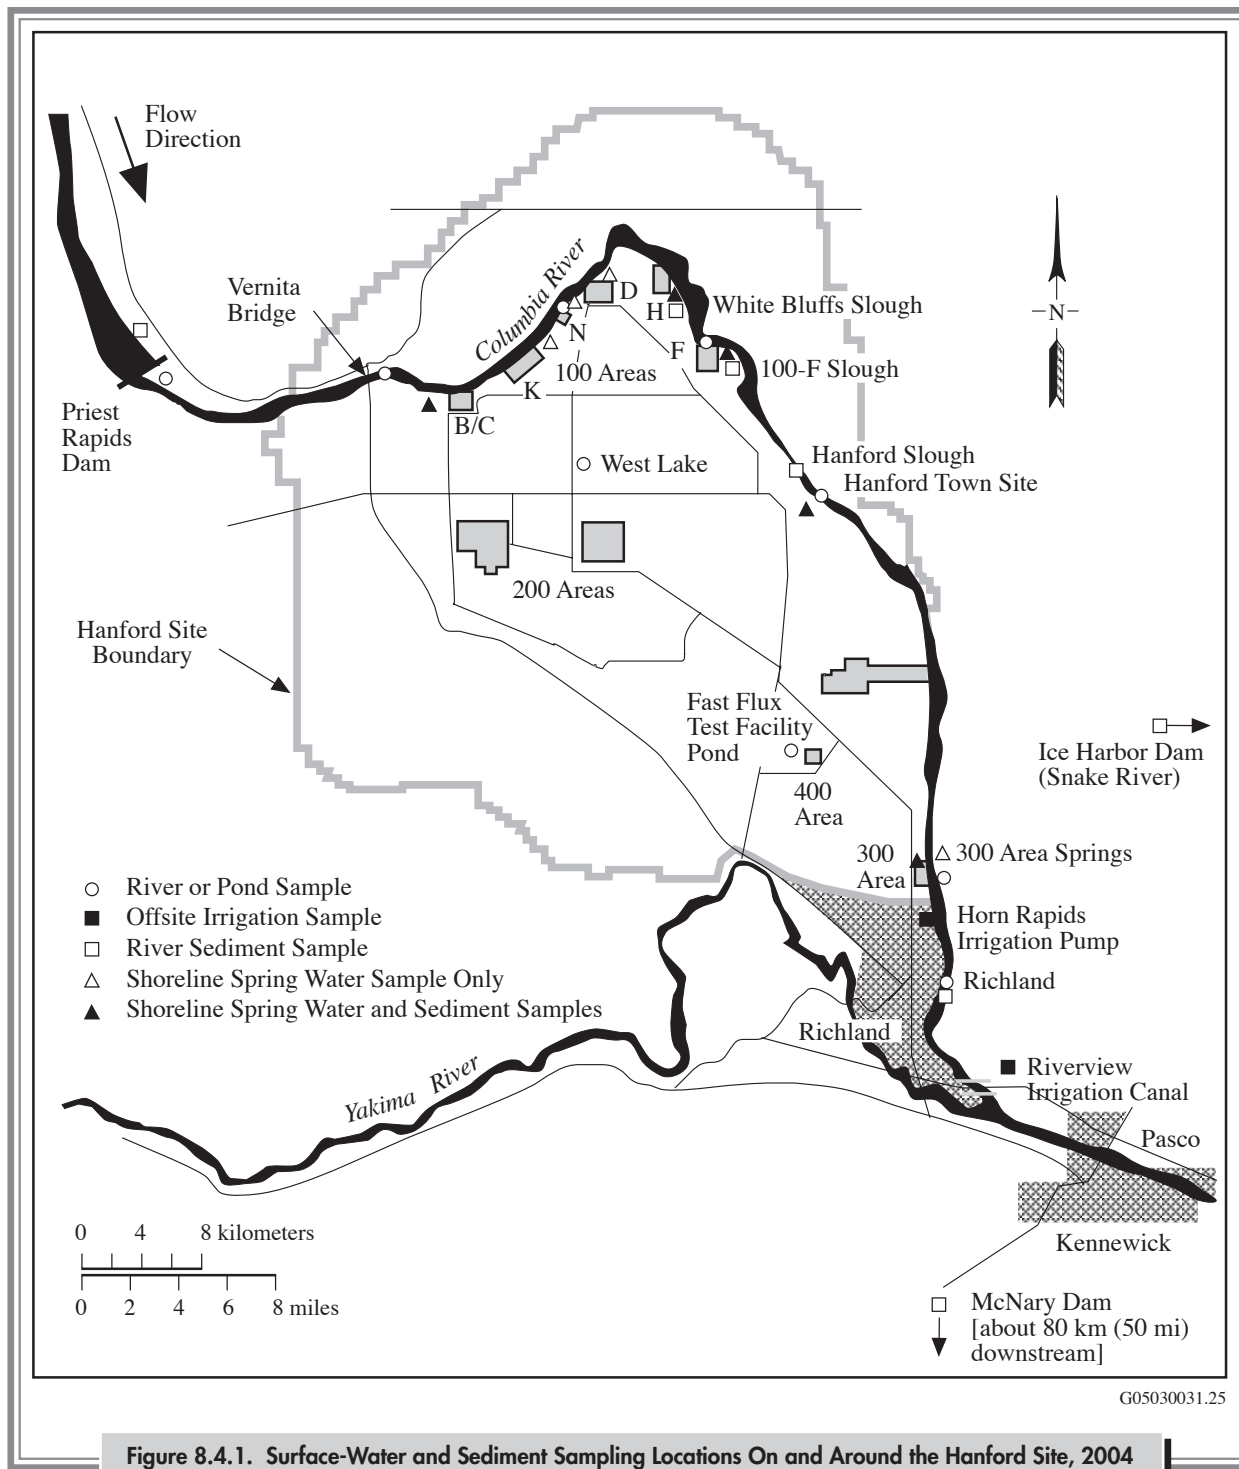 Flow
Direction
Vernita
Bridge
Columbia River
D
H
White Bluffs Slough
N
F
100 Areas
100-F Slough
K
Priest
Rapids
Dam
B/C
West Lake
Hanford Slough
Hanford Town Site
N
200 Areas
Hanford Site
Boundary
Fast Flux
Test Facility
Pond
400
Area
Ice Harbor Dam
(Snake River)
300
Area
300 Area Springs
Horn Rapids
Irrigation Pump
Richland
Richland
Riverview
Irrigation Canal
Pasco
Kennewick
McNary Dam
[about 80 km (50 mi)
downstream]
River or Pond Sample
Offsite Irrigation Sample
River Sediment Sample
Shoreline Spring Water Sample Only
Shoreline Spring Water and Sediment Samples
Yakima River
0 4 8 kilometers
0 2 4 6 8 miles
G05030031.25
Figure 8.4.1. Surface-Water and Sediment Sampling Locations On and Around the Hanford Site, 2004